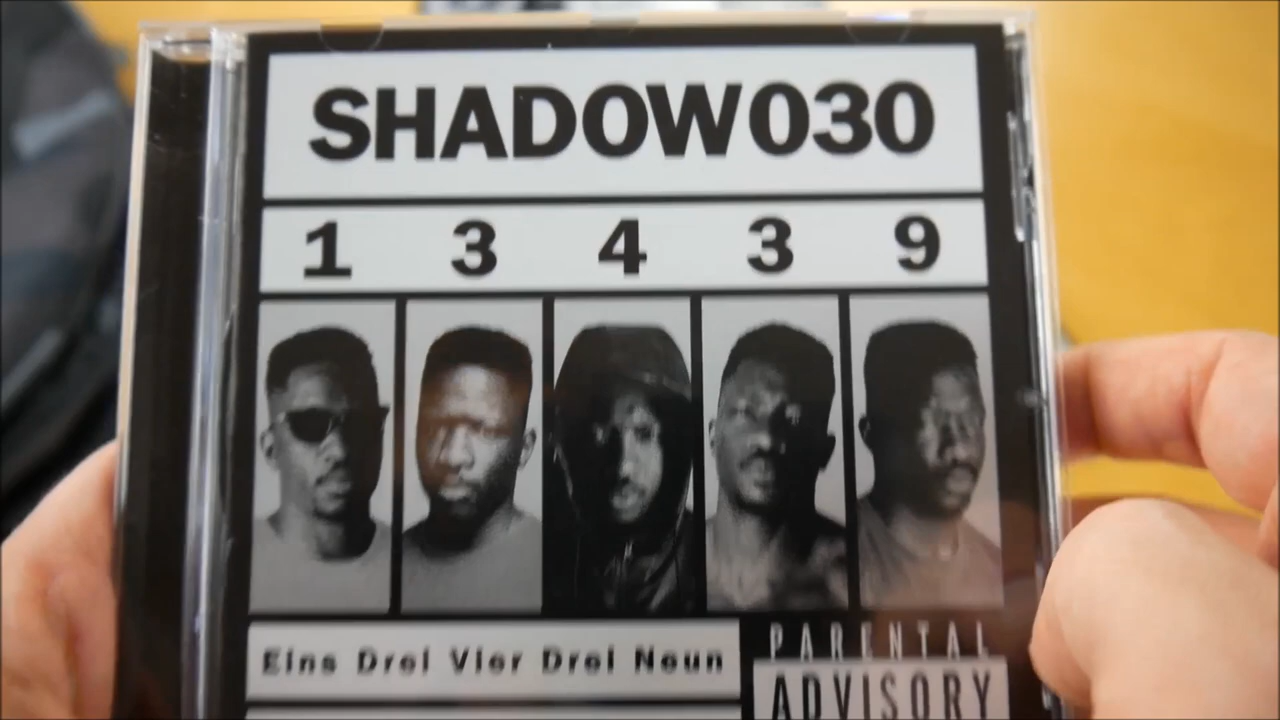 SHADOW030
1 3 4 3 9
Eins Drei Vier Drei Neun
PARENTAL
ADVISORY